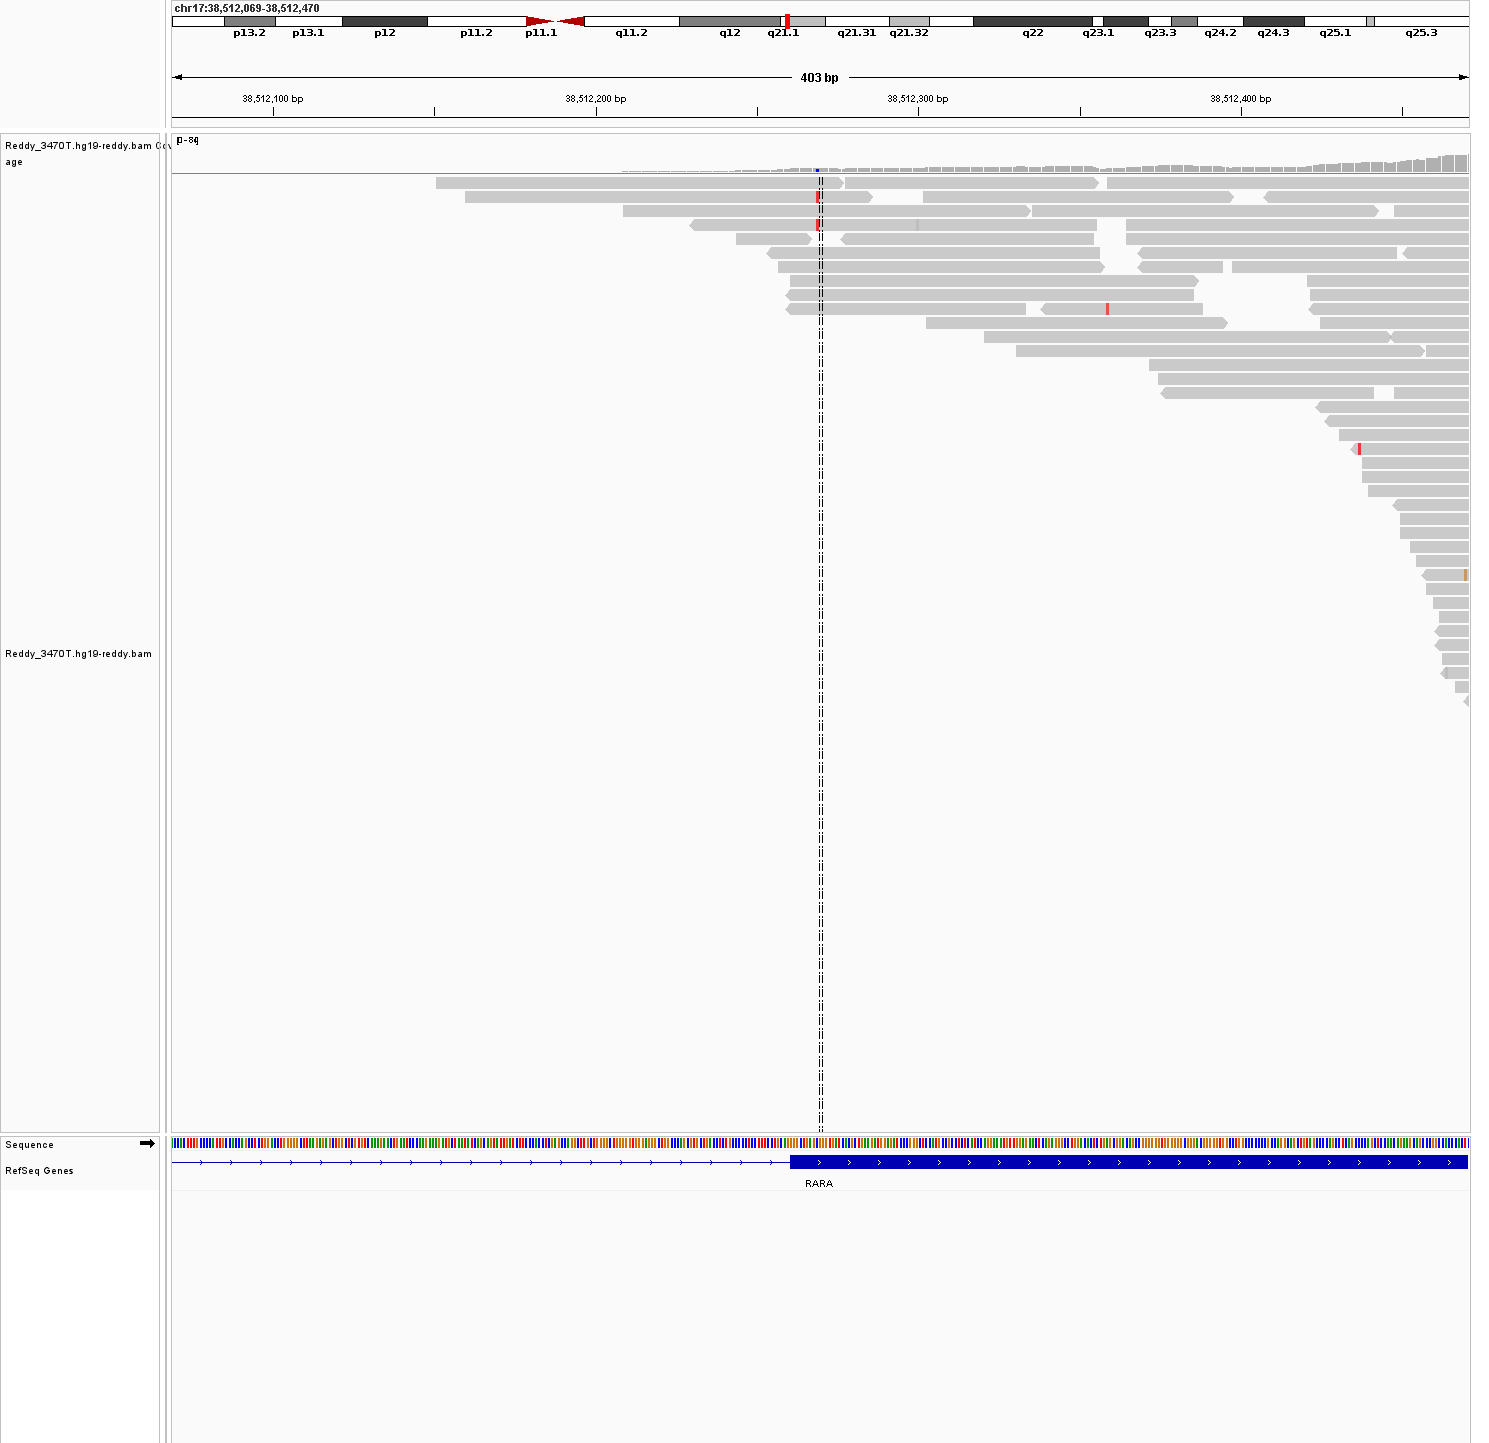 chr17:38,512,069-38,512,470
p13.2 p13.1 p12 p11.2 p11.1 q11.2 q12 q21.1 q21.31 q21.32 q22 q23.1 q23.3 q24.2 q24.3 q25.1 q25.3
403 bp
38,512,100 bp 38,512,200 bp 38,512,300 bp 38,512,400 bp
Reddy_3470T.hg19-reddy.bam Cov
age
[0-84]
Reddy_3470T.hg19-reddy.bam
Sequence
RefSeq Genes
RARA